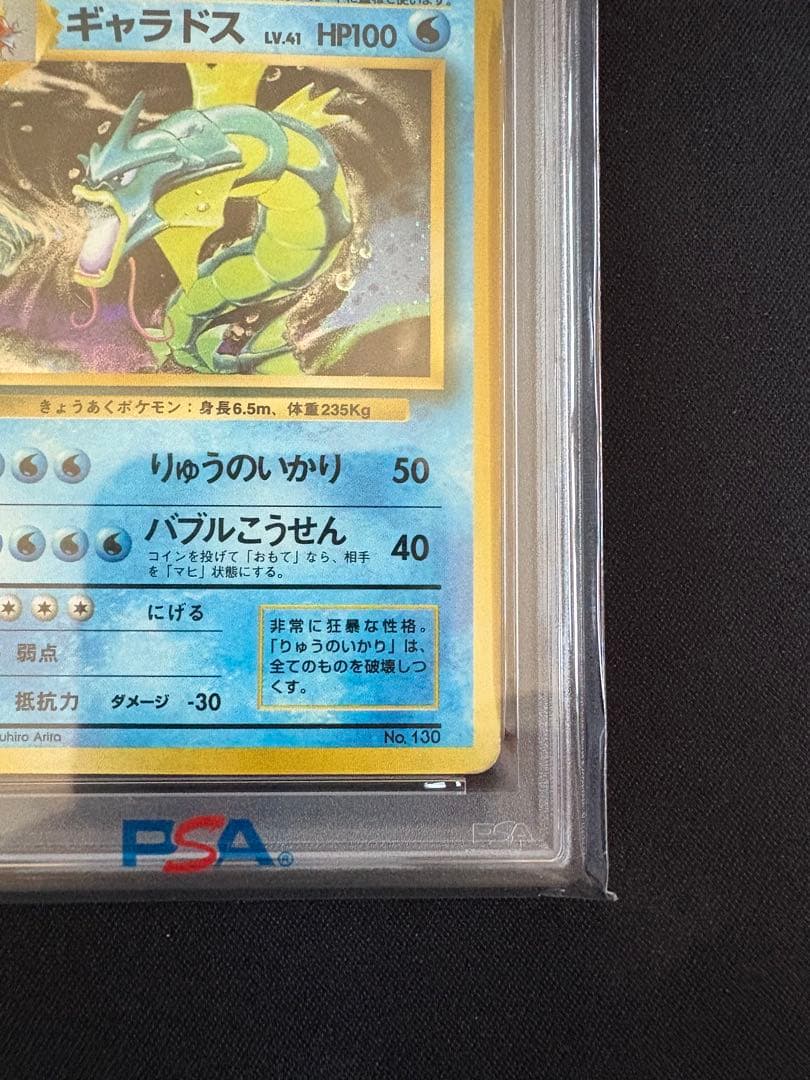 ギャラドス LV.41 HP100
きょうあくポケモン：身長6.5m、体重235Kg
りゅうのいかり 50
バブルこうせん 40
コインを投げて「おもて」なら、相手
を「マヒ」状態にする。
にげる
弱点
抵抗力 ダメージ -30
非常に狂暴な性格。
「りゅうのいかり」は、
全てのものを破壊しつ
くす。
uhiro Arita
No. 130
PSA®
PSA